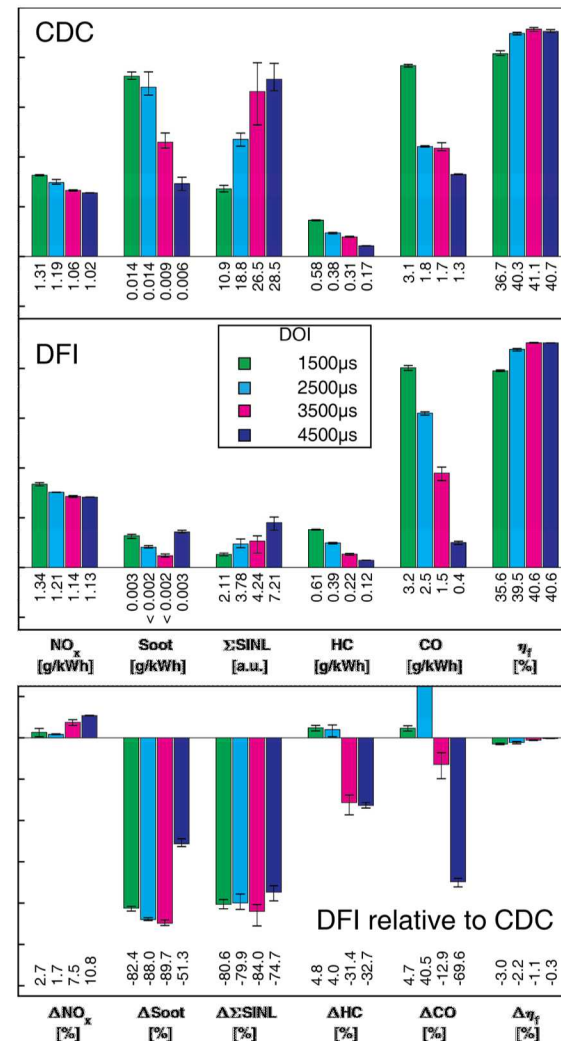 CDC
1.31 1.19 1.06 1.02 0.014 0.014 0.009 0.006 10.9 18.8 26.5 28.5 0.58 0.38 0.31 0.17 3.1 1.8 1.7 1.3 36.7 40.3 41.1 40.7
DFI
DOI
1500µs
2500µs
3500µs
4500µs
1.34 1.21 1.14 1.13 0.003 < 0.002 < 0.002 0.003 2.11 3.78 4.24 7.21 0.61 0.39 0.22 0.12 3.2 2.5 1.5 0.4 35.6 39.5 40.6 40.6
NOx Soot ΣSINL HC CO ηf
[g/kWh] [g/kWh] [a.u.] [g/kWh] [g/kWh] [%]
DFI relative to CDC
2.7 1.7 7.5 10.8 -82.4 -88.0 -89.7 -51.3 -80.6 -79.9 -84.0 -74.7 4.8 4.0 -31.4 -32.7 4.7 40.5 -12.9 -69.6 -3.0 -2.2 -1.1 -0.3
ΔNOx ΔSoot ΔΣSINL ΔHC ΔCO Δηf
[%] [%] [%] [%] [%] [%]